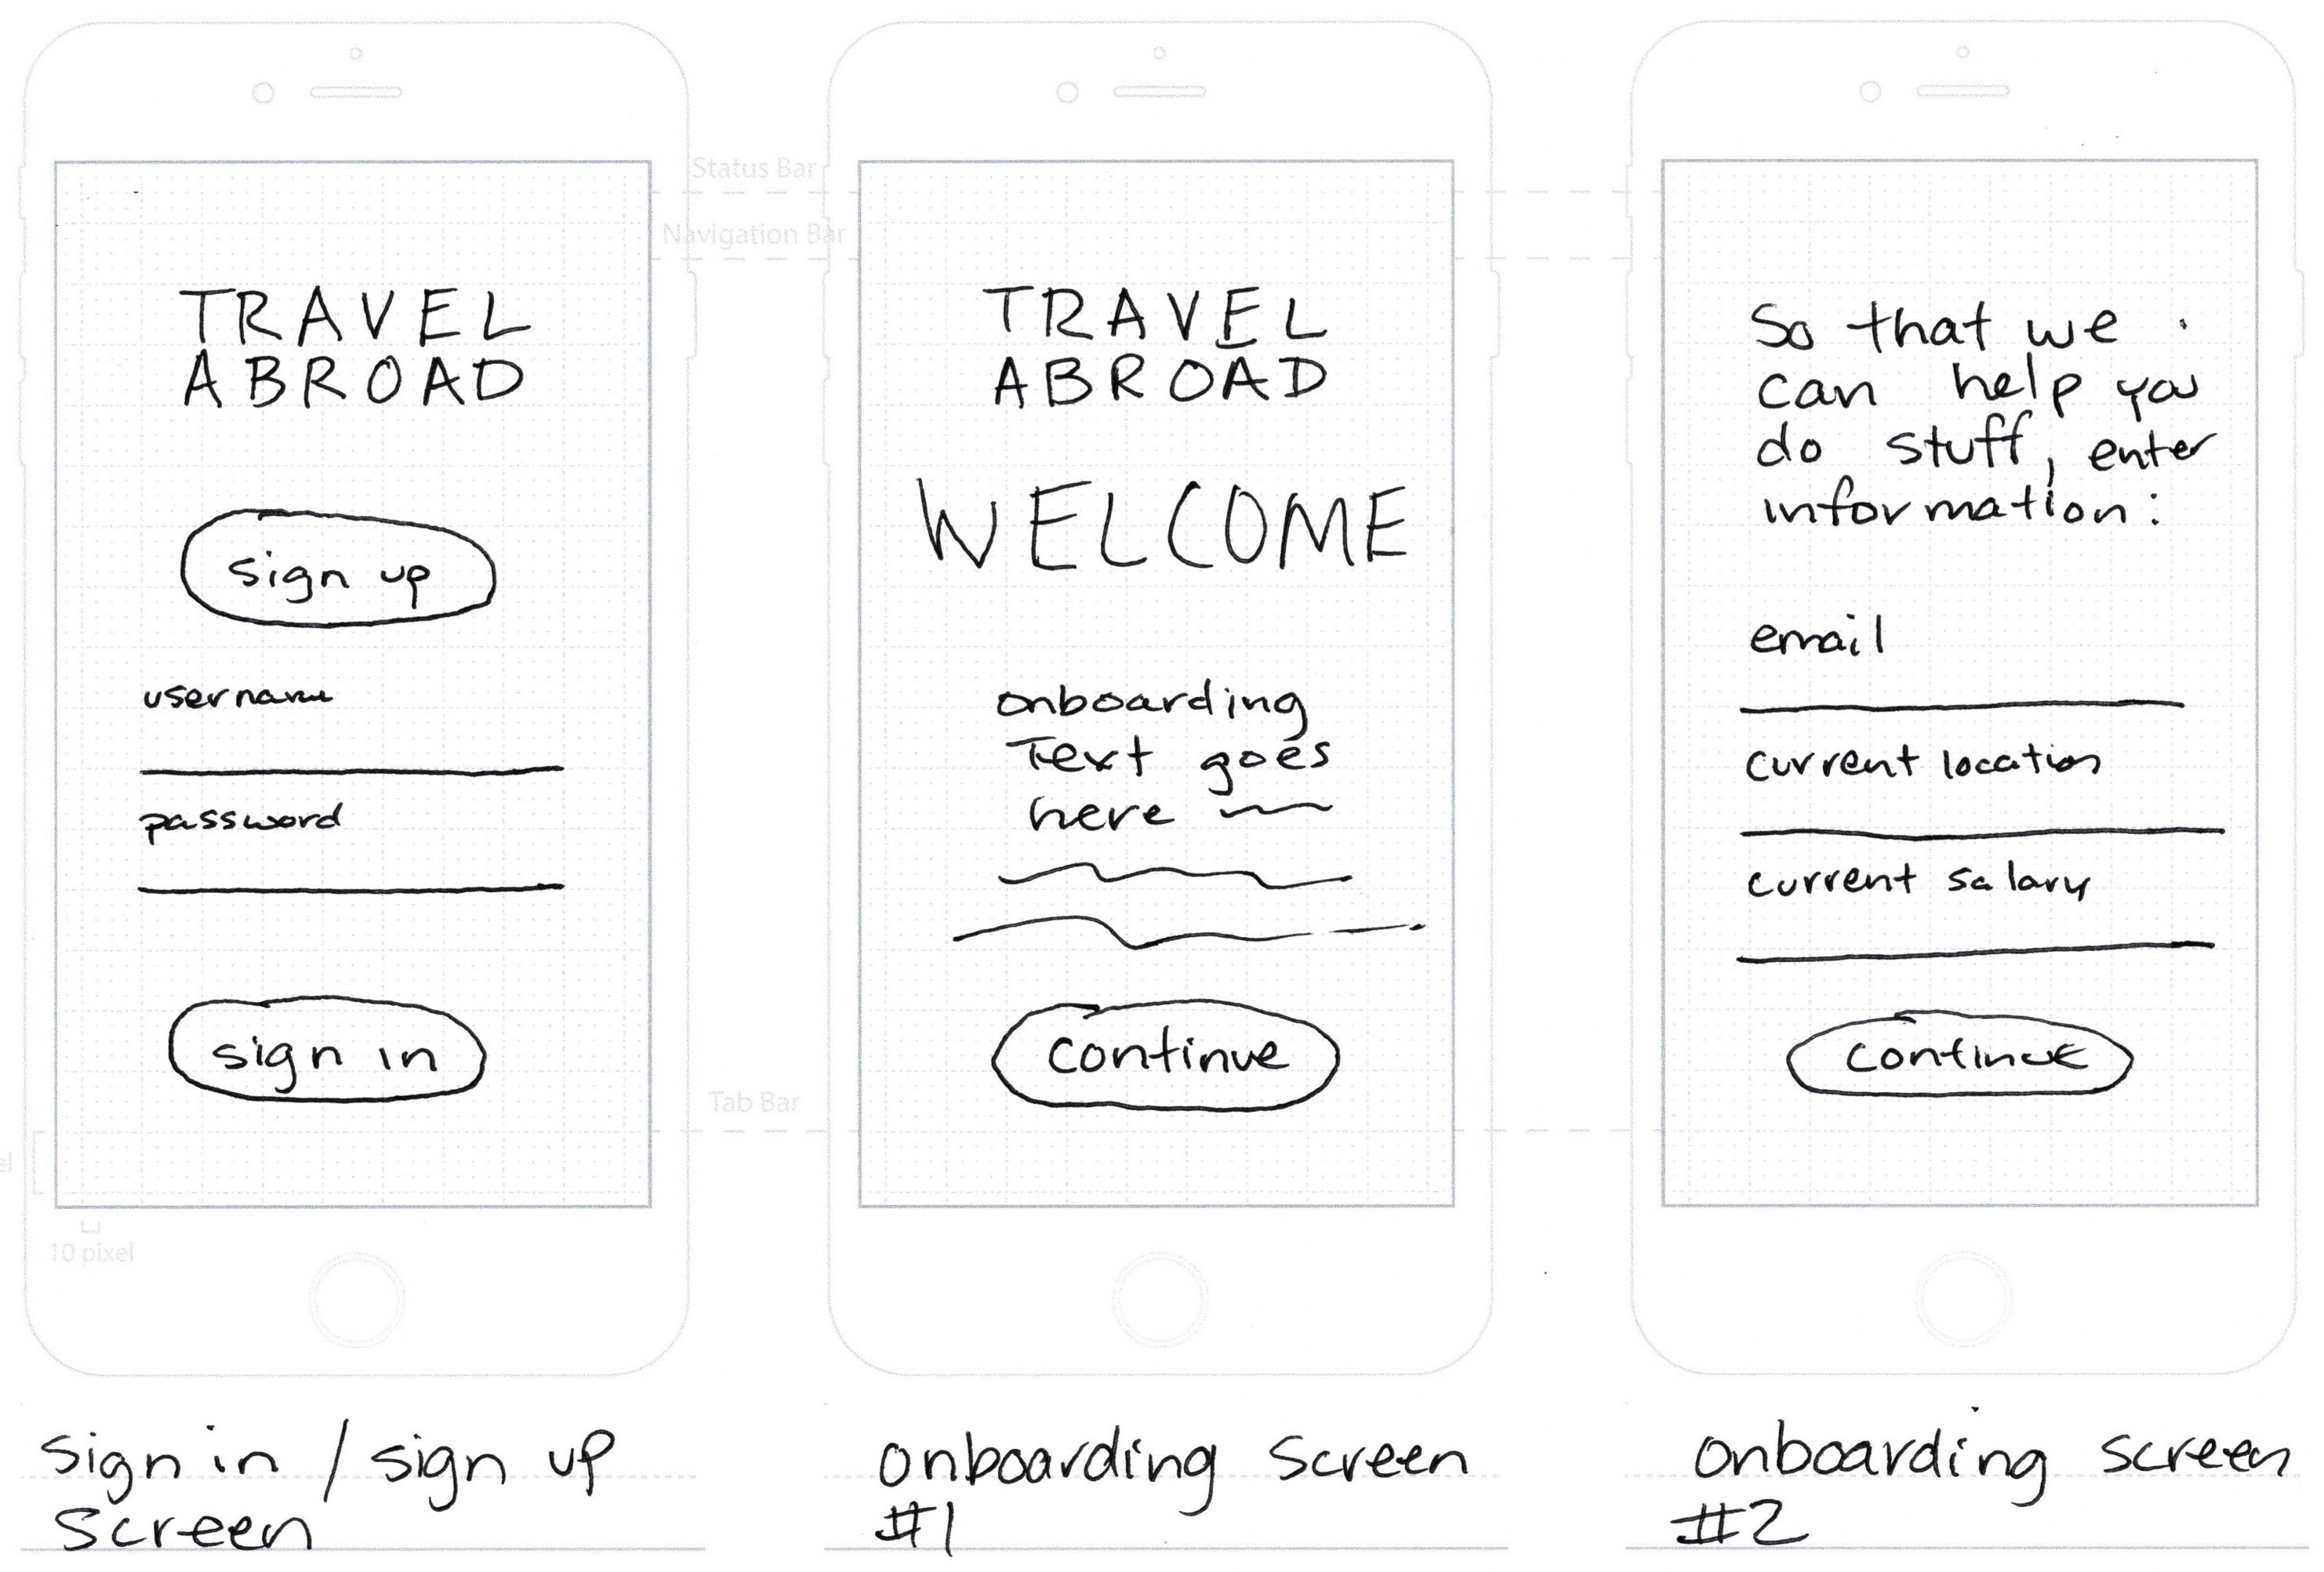 Status Bar
Navigation Bar
TRAVEL
ABROAD
sign up
username
password
sign in
Tab Bar
10 pixel
sign in / sign up
screen
TRAVEL
ABROAD
WELCOME
onboarding
Text goes
here
continue
onboarding screen
#1
So that we
can help you
do stuff, enter
information:
email
current location
current salary
continue
onboarding screen
#2